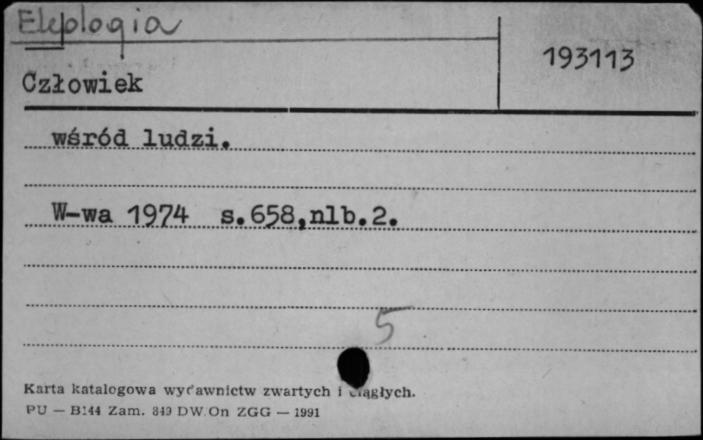 193113
Człowiek
wśród ludzi.
W-wa 1974 s.658,nlb.2.
5
Karta katalogowa wydawnictw zwartych i ciągłych.
PU — B144 Zam. 849 DW.On ZGG — 1991